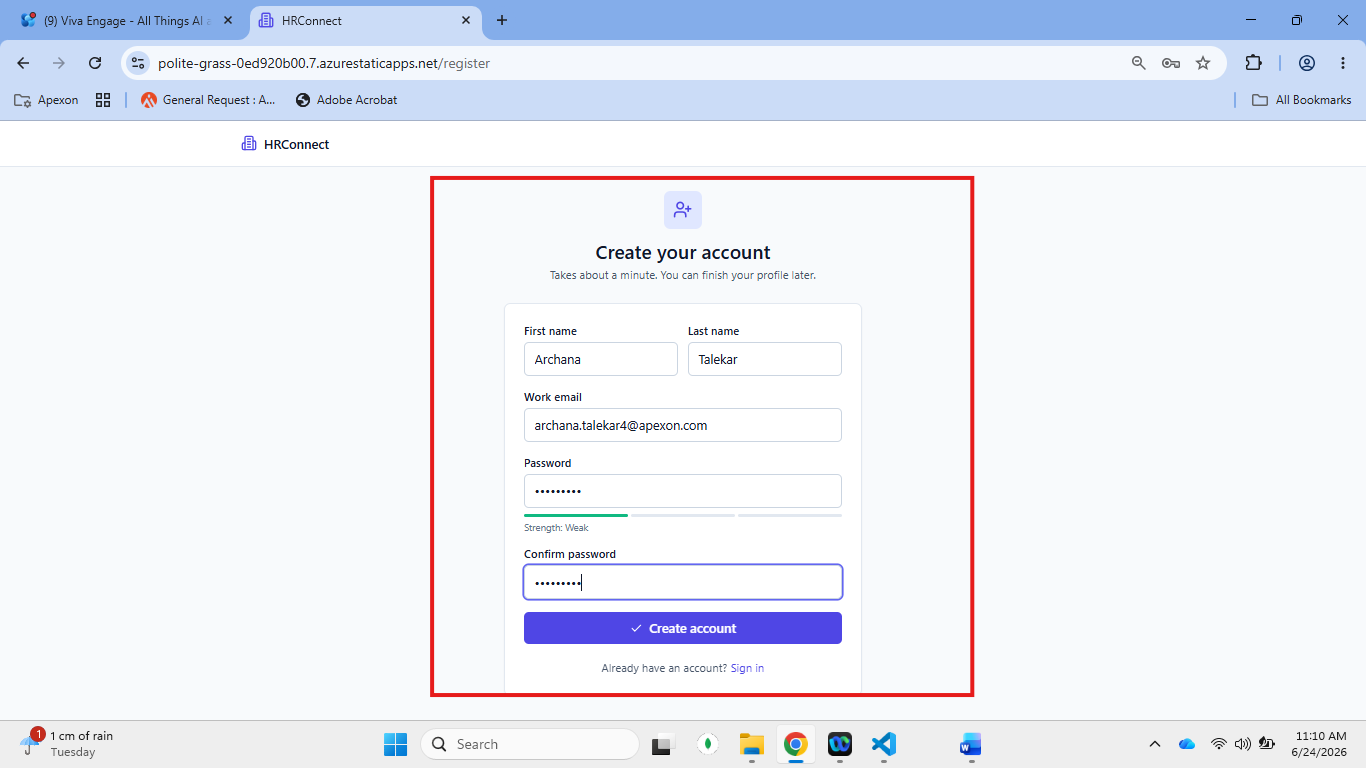 (9) Viva Engage - All Things AI a
HRConnect
polite-grass-0ed920b00.7.azurestaticapps.net/register
Apexon
General Request : A...
Adobe Acrobat
All Bookmarks
HRConnect
Create your account
Takes about a minute. You can finish your profile later.
First name Last name
Archana Talekar
Work email
archana.talekar4@apexon.com
Password
•••••••••
Strength: Weak
Confirm password
•••••••••
Create account
Already have an account? Sign in
1 1 cm of rain
Tuesday
Search
11:10 AM
6/24/2026